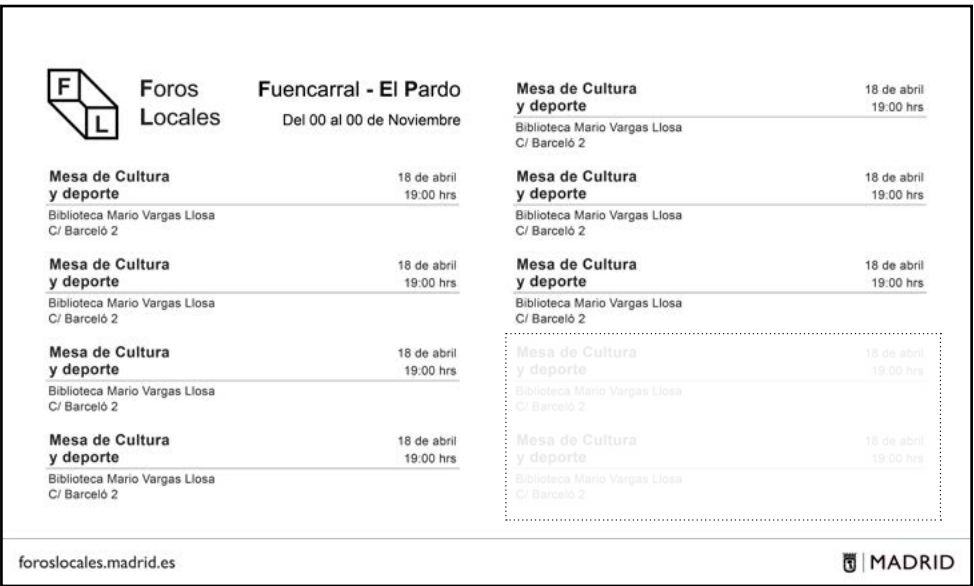 F
L
Foros
Locales
Fuencarral - El Pardo
Del 00 al 00 de Noviembre
Mesa de Cultura
y deporte
18 de abril
19:00 hrs
Biblioteca Mario Vargas Llosa
C/ Barceló 2
Mesa de Cultura
y deporte
18 de abril
19:00 hrs
Biblioteca Mario Vargas Llosa
C/ Barceló 2
Mesa de Cultura
y deporte
18 de abril
19:00 hrs
Biblioteca Mario Vargas Llosa
C/ Barceló 2
Mesa de Cultura
y deporte
18 de abril
19:00 hrs
Biblioteca Mario Vargas Llosa
C/ Barceló 2
Mesa de Cultura
y deporte
18 de abril
19:00 hrs
Biblioteca Mario Vargas Llosa
C/ Barceló 2
Mesa de Cultura
y deporte
18 de abril
19:00 hrs
Biblioteca Mario Vargas Llosa
C/ Barceló 2
Mesa de Cultura
y deporte
18 de abril
19:00 hrs
Biblioteca Mario Vargas Llosa
C/ Barceló 2
Mesa de Cultura
y deporte
18 de abril
19:00 hrs
Biblioteca Mario Vargas Llosa
C/ Barceló 2
Mesa de Cultura
y deporte
18 de abril
19:00 hrs
Biblioteca Mario Vargas Llosa
C/ Barceló 2
foroslocales.madrid.es
MADRID